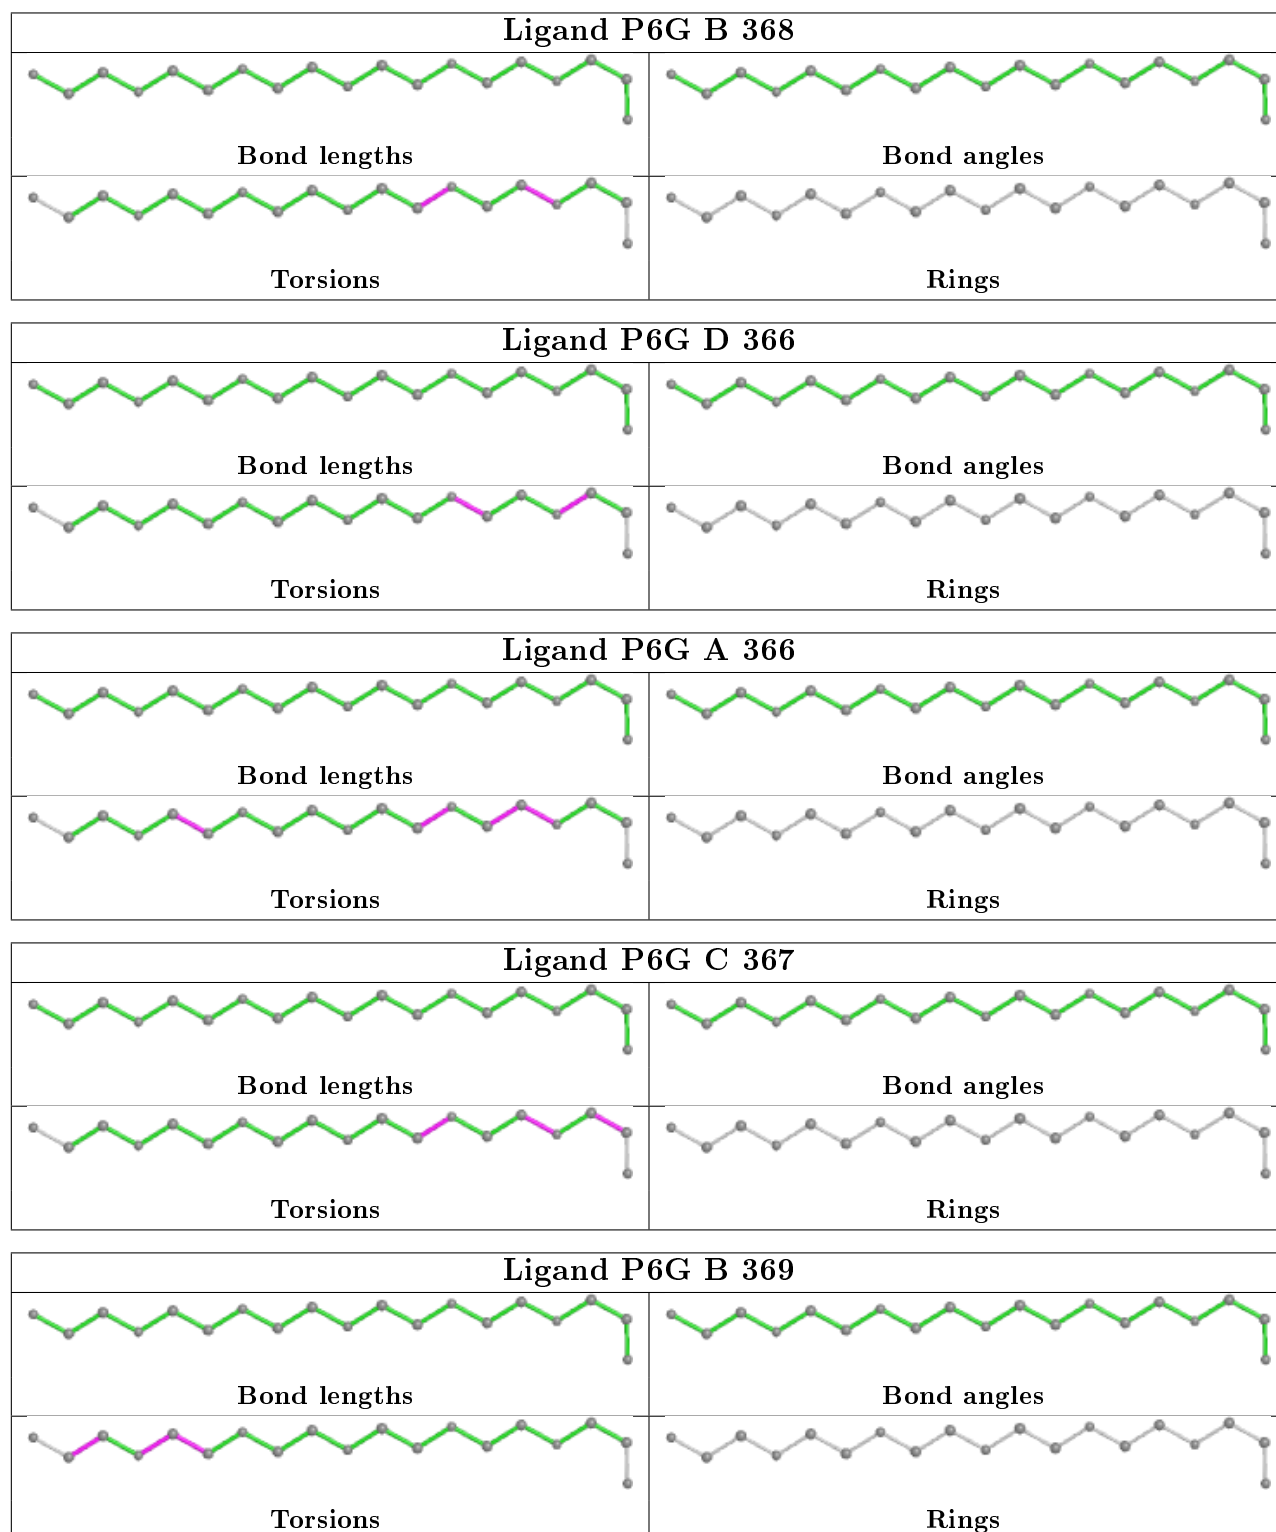 Ligand P6G B 368
Bond lengths Bond angles
Torsions Rings
Ligand P6G D 366
Bond lengths Bond angles
Torsions Rings
Ligand P6G A 366
Bond lengths Bond angles
Torsions Rings
Ligand P6G C 367
Bond lengths Bond angles
Torsions Rings
Ligand P6G B 369
Bond lengths Bond angles
Torsions Rings